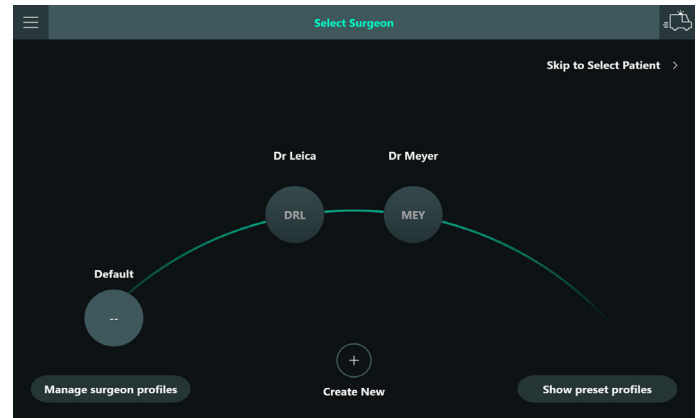 Select Surgeon
Skip to Select Patient
Dr Leica
Dr Meyer
DRL
MEY
Default
--
+
Manage surgeon profiles
Create New
Show preset profiles